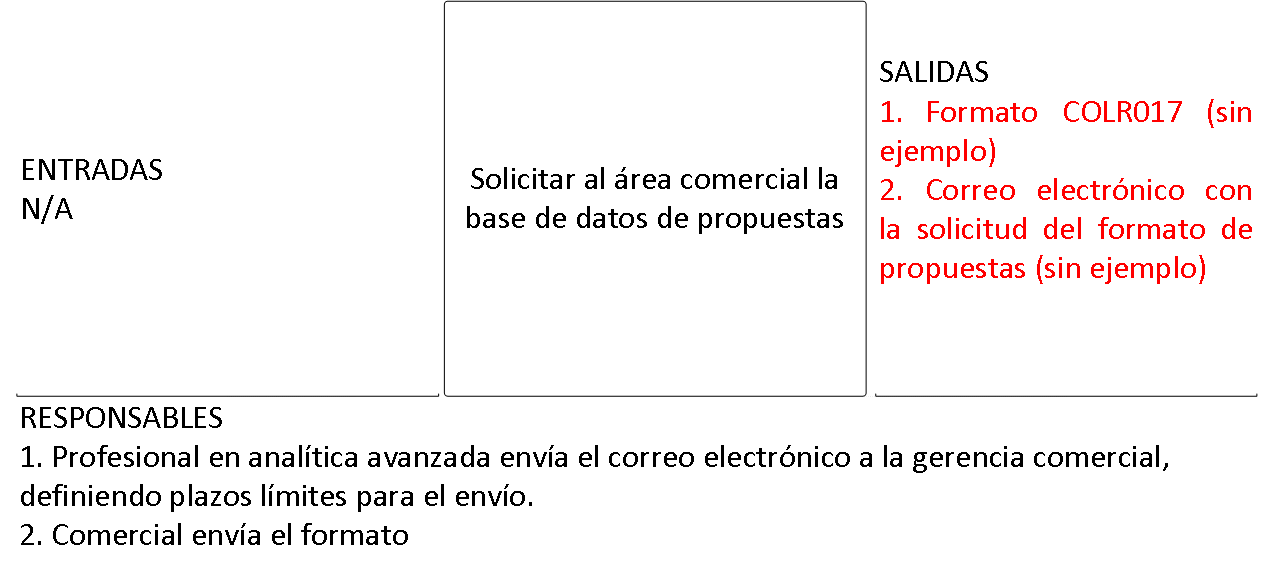 ENTRADAS
N/A
Solicitar al área comercial la
base de datos de propuestas
SALIDAS
1. Formato COLR017 (sin
ejemplo)
2. Correo electrónico con
la solicitud del formato de
propuestas (sin ejemplo)
RESPONSABLES
1. Profesional en analítica avanzada envía el correo electrónico a la gerencia comercial,
definiendo plazos límites para el envío.
2. Comercial envía el formato